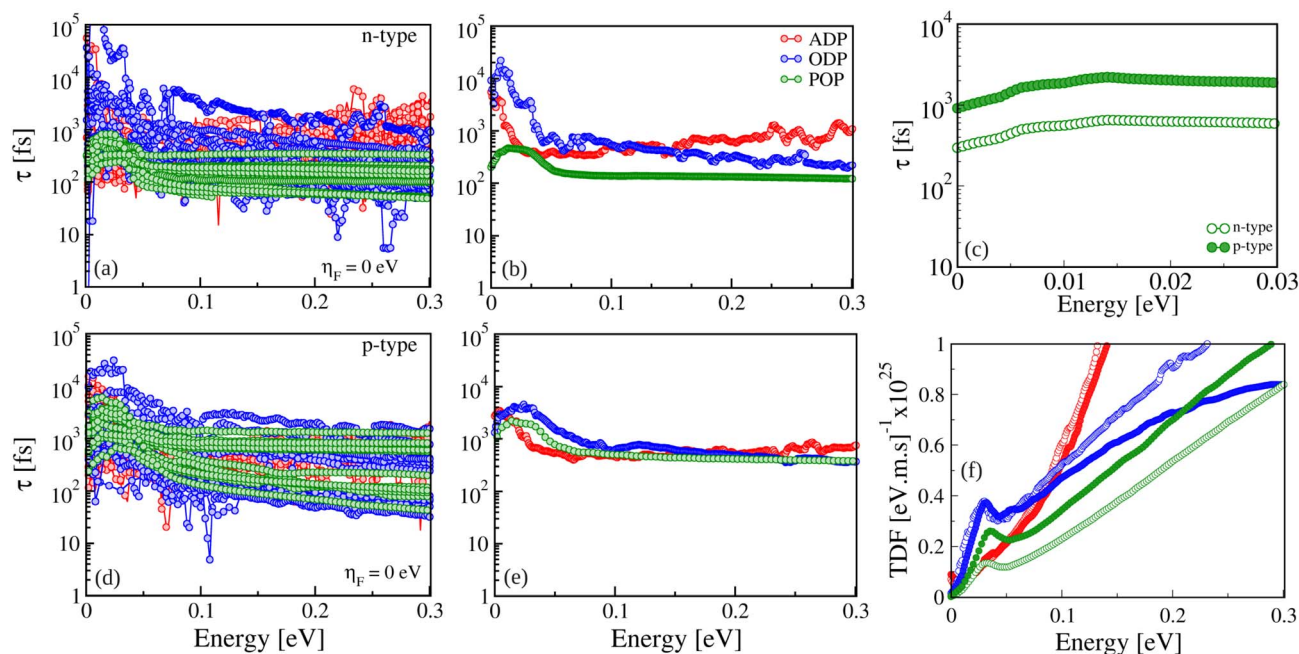 n-type
τ [fs]
10⁵
10⁴
10³
10²
10
1
(a)
η_F = 0 eV
0
0.1
0.2
0.3
ADP
ODP
POP
10⁵
10⁴
10³
10²
10
1
(b)
0
0.1
0.2
0.3
τ [fs]
10⁴
10³
10²
10
(c)
n-type
p-type
0
0.01
0.02
0.03
Energy [eV]
p-type
τ [fs]
10⁵
10⁴
10³
10²
10
1
(d)
η_F = 0 eV
0
0.1
0.2
0.3
Energy [eV]
10⁵
10⁴
10³
10²
10
1
(e)
0
0.1
0.2
0.3
Energy [eV]
TDF [eV.m.s]⁻¹ x10²⁵
1
0.8
0.6
0.4
0.2
0
(f)
0
0.1
0.2
0.3
Energy [eV]